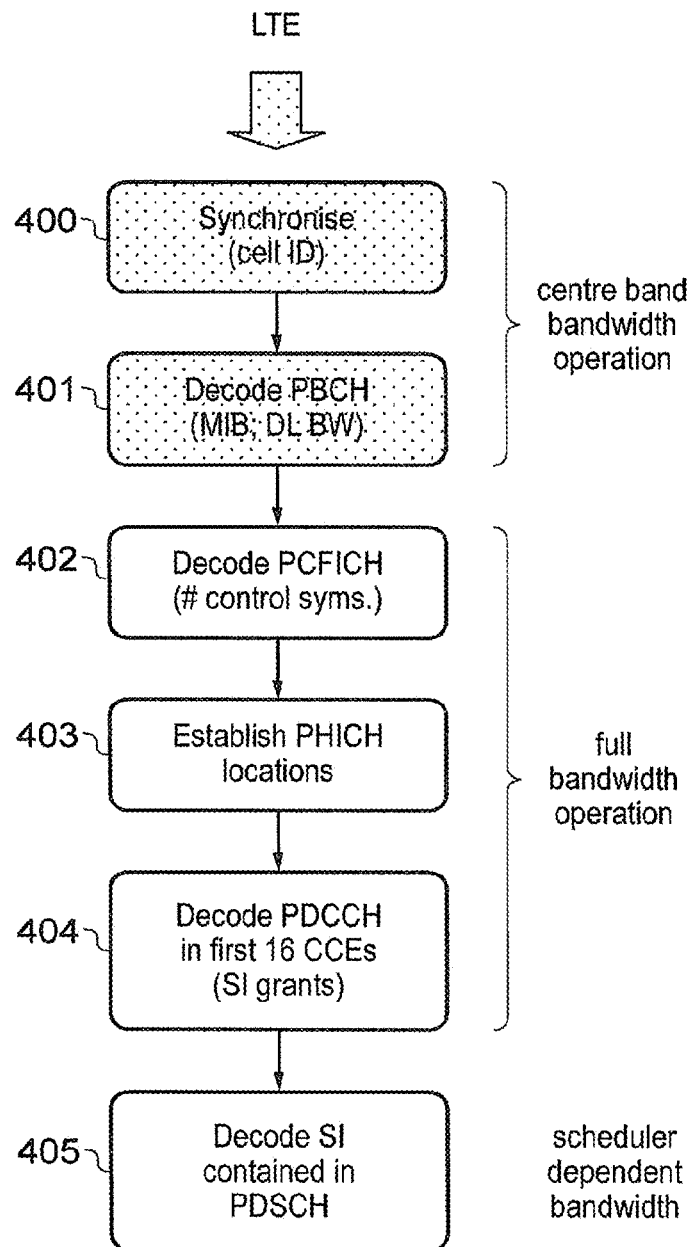 LTE
400
Synchronise
(cell ID)
centre band
bandwidth
operation
401
Decode PBCH
(MIB; DL BW)
402
Decode PCFICH
(# control syms.)
403
Establish PHICH
locations
full
bandwidth
operation
404
Decode PDCCH
in first 16 CCEs
(SI grants)
405
Decode SI
contained in
PDSCH
scheduler
dependent
bandwidth